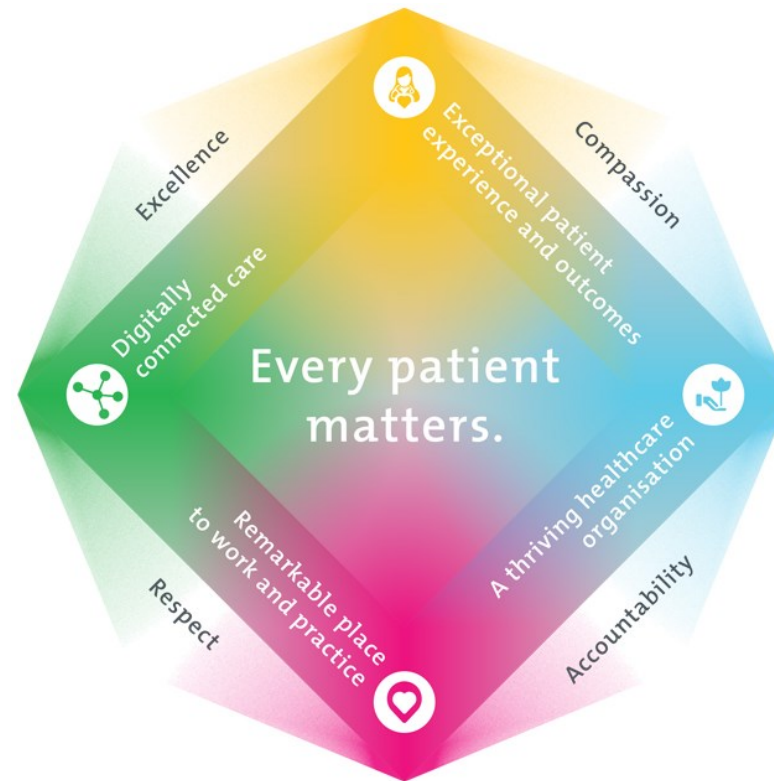 Excellence
Compassion
Exceptional patient
experience and outcomes
Digitally
connected care
Every patient
matters.
Remarkable place
to work and practice
A thriving healthcare
organisation
Respect
Accountability